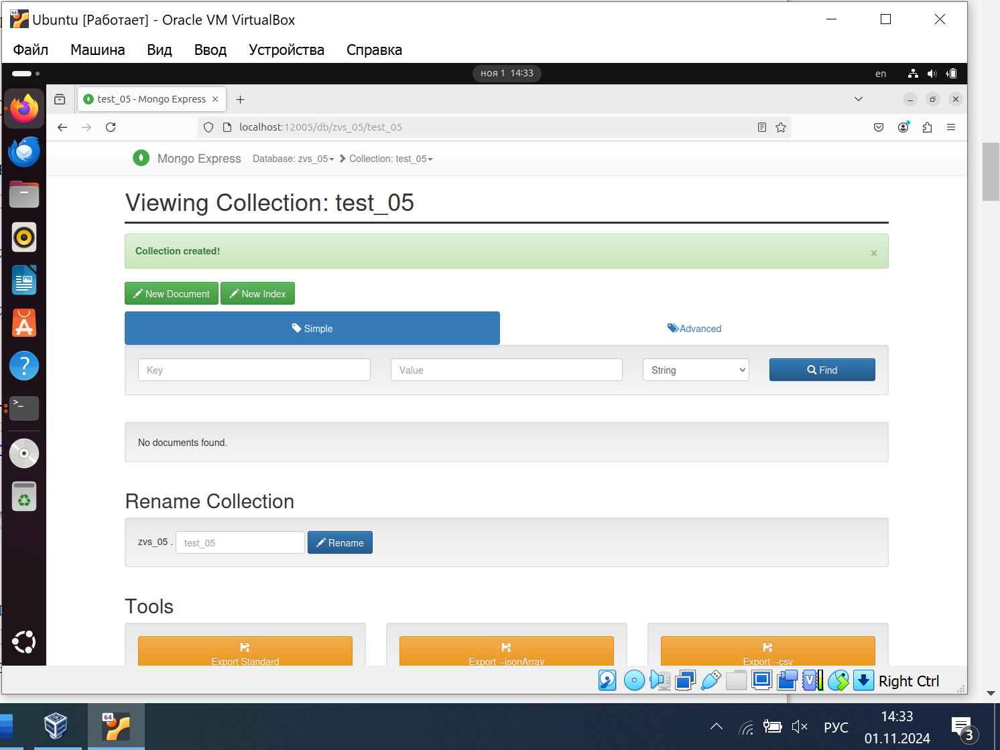 64
Ubuntu [Работает] - Oracle VM VirtualBox
Файл Машина Вид Ввод Устройства Справка
ноя 1 14:33
en
test_05 - Mongo Express
localhost:12005/db/zvs_05/test_05
Mongo Express Database: zvs_05 Collection: test_05
Viewing Collection: test_05
Collection created!
×
New Document New Index
Simple Advanced
Key Value String Find
No documents found.
Rename Collection
zvs_05 . test_05 Rename
Tools
Export Standard Export --jsonArray Export --csv
Right Ctrl
64
РУС
14:33
01.11.2024
3